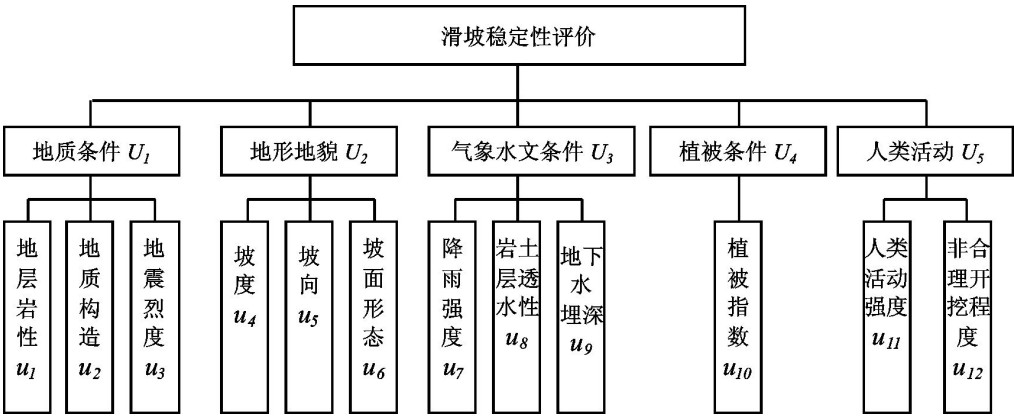 滑坡稳定性评价
地质条件 U1
地形地貌 U2
气象水文条件 U3
植被条件 U4
人类活动 U5
地层岩性 u1
地质构造 u2
地震烈度 u3
坡度 u4
坡向 u5
坡面形态 u6
降雨强度 u7
岩土层透水性 u8
地下水埋深 u9
植被指数 u10
人类活动强度 u11
非合理开挖程度 u12